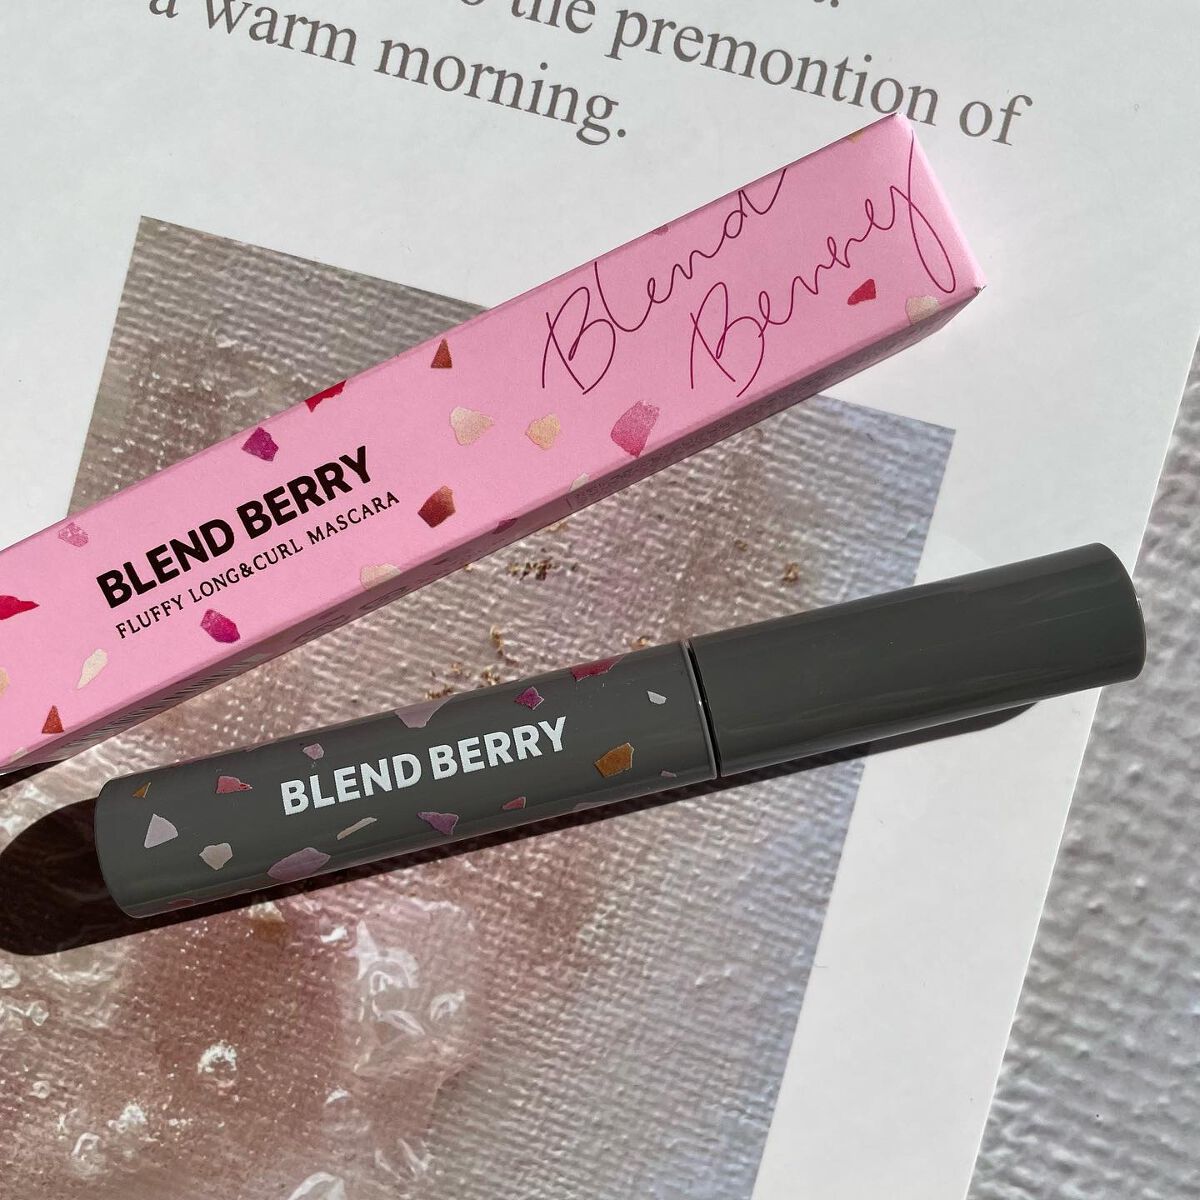 the premontion of
a warm morning.
Blend
Berry
BLEND BERRY
FLUFFY LONG&CURL MASCARA
BLEND BERRY